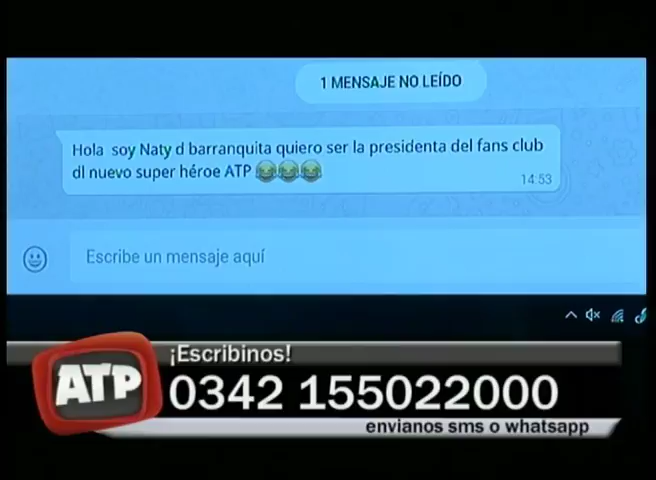 1 MENSAJE NO LEÍDO
Hola soy Naty d barranquita quiero ser la presidenta del fans club
dl nuevo super héroe ATP 😂😂😂
14:53
Escribe un mensaje aquí
¡Escribinos!
ATP
0342 155022000
envianos sms o whatsapp